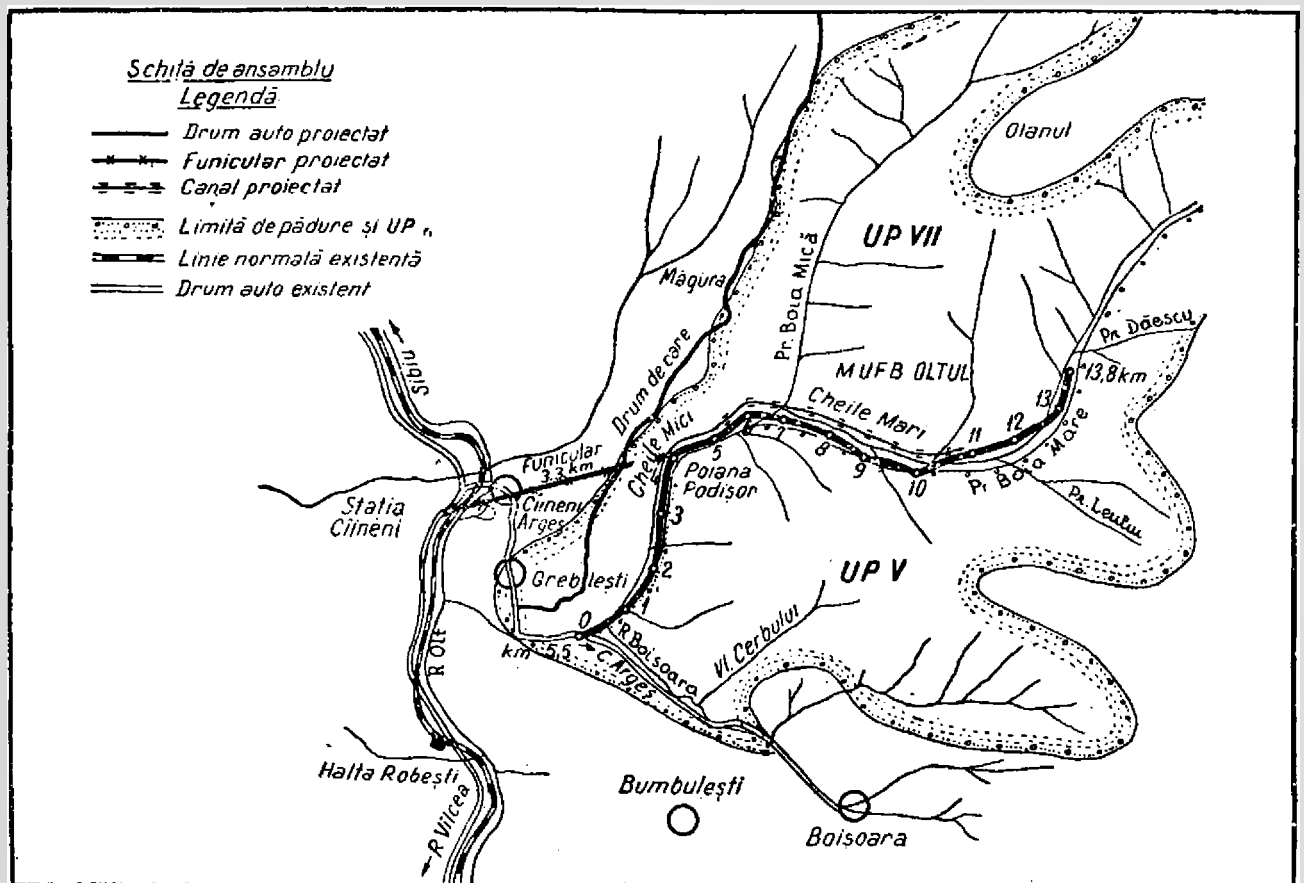 Schiță de ansamblu
Legendă
Drum auto proiectat
Funicular proiectat
Canal proiectat
Limită de pădure și UP
Linie normală existentă
Drum auto existent
Olanul
UP VII
Măgura
Pr. Boia Mică
Pr. Dăescu
Sibiu
Drum de care
MUFB OLTUL
13,8 km
Cheile Mari
13
12
11
Cheile Mici
5
6
7
8
9
10
Pr. Boia Mare
Funicular
3,3 km
Poiana
Podișor
Pr. Leului
Stația
Cîineni
Cîineni
Argeș
3
2
1
0
UP V
Greblești
R Olt
km 5,5
C. Argeș
R. Boișoara
Vl. Cerbului
Halta Robești
Bumbulești
Boișoara
R Vîlcea